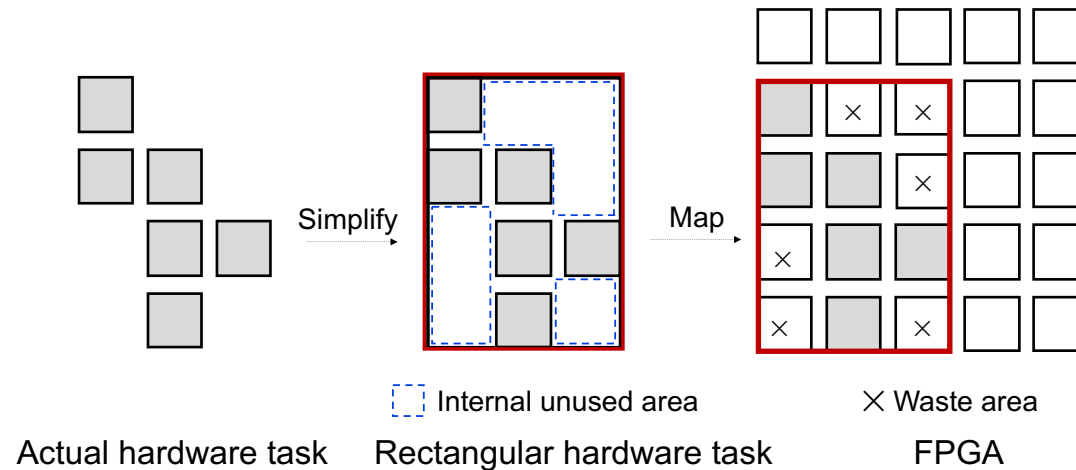 Simplify
Map
Internal unused area
× Waste area
Actual hardware task
Rectangular hardware task
FPGA